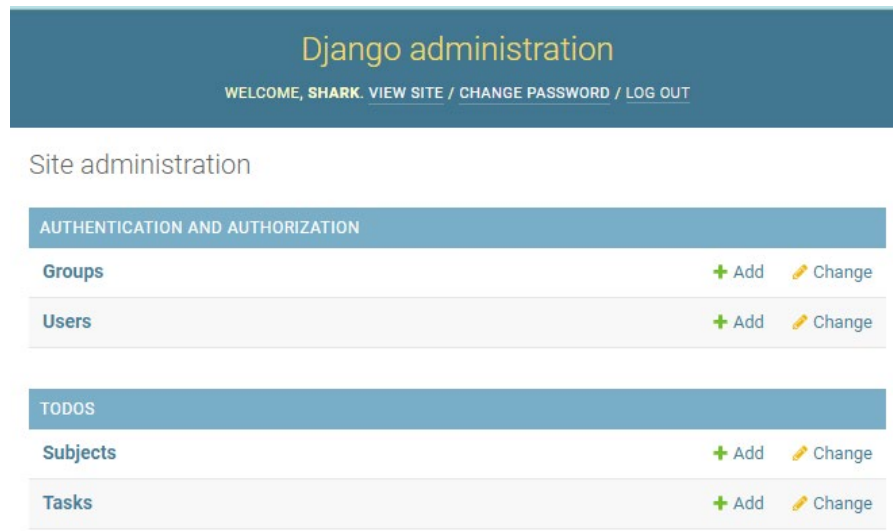 Django administration
WELCOME, SHARK. VIEW SITE / CHANGE PASSWORD / LOG OUT
Site administration
AUTHENTICATION AND AUTHORIZATION
Groups Add Change
Users Add Change
TODOS
Subjects Add Change
Tasks Add Change